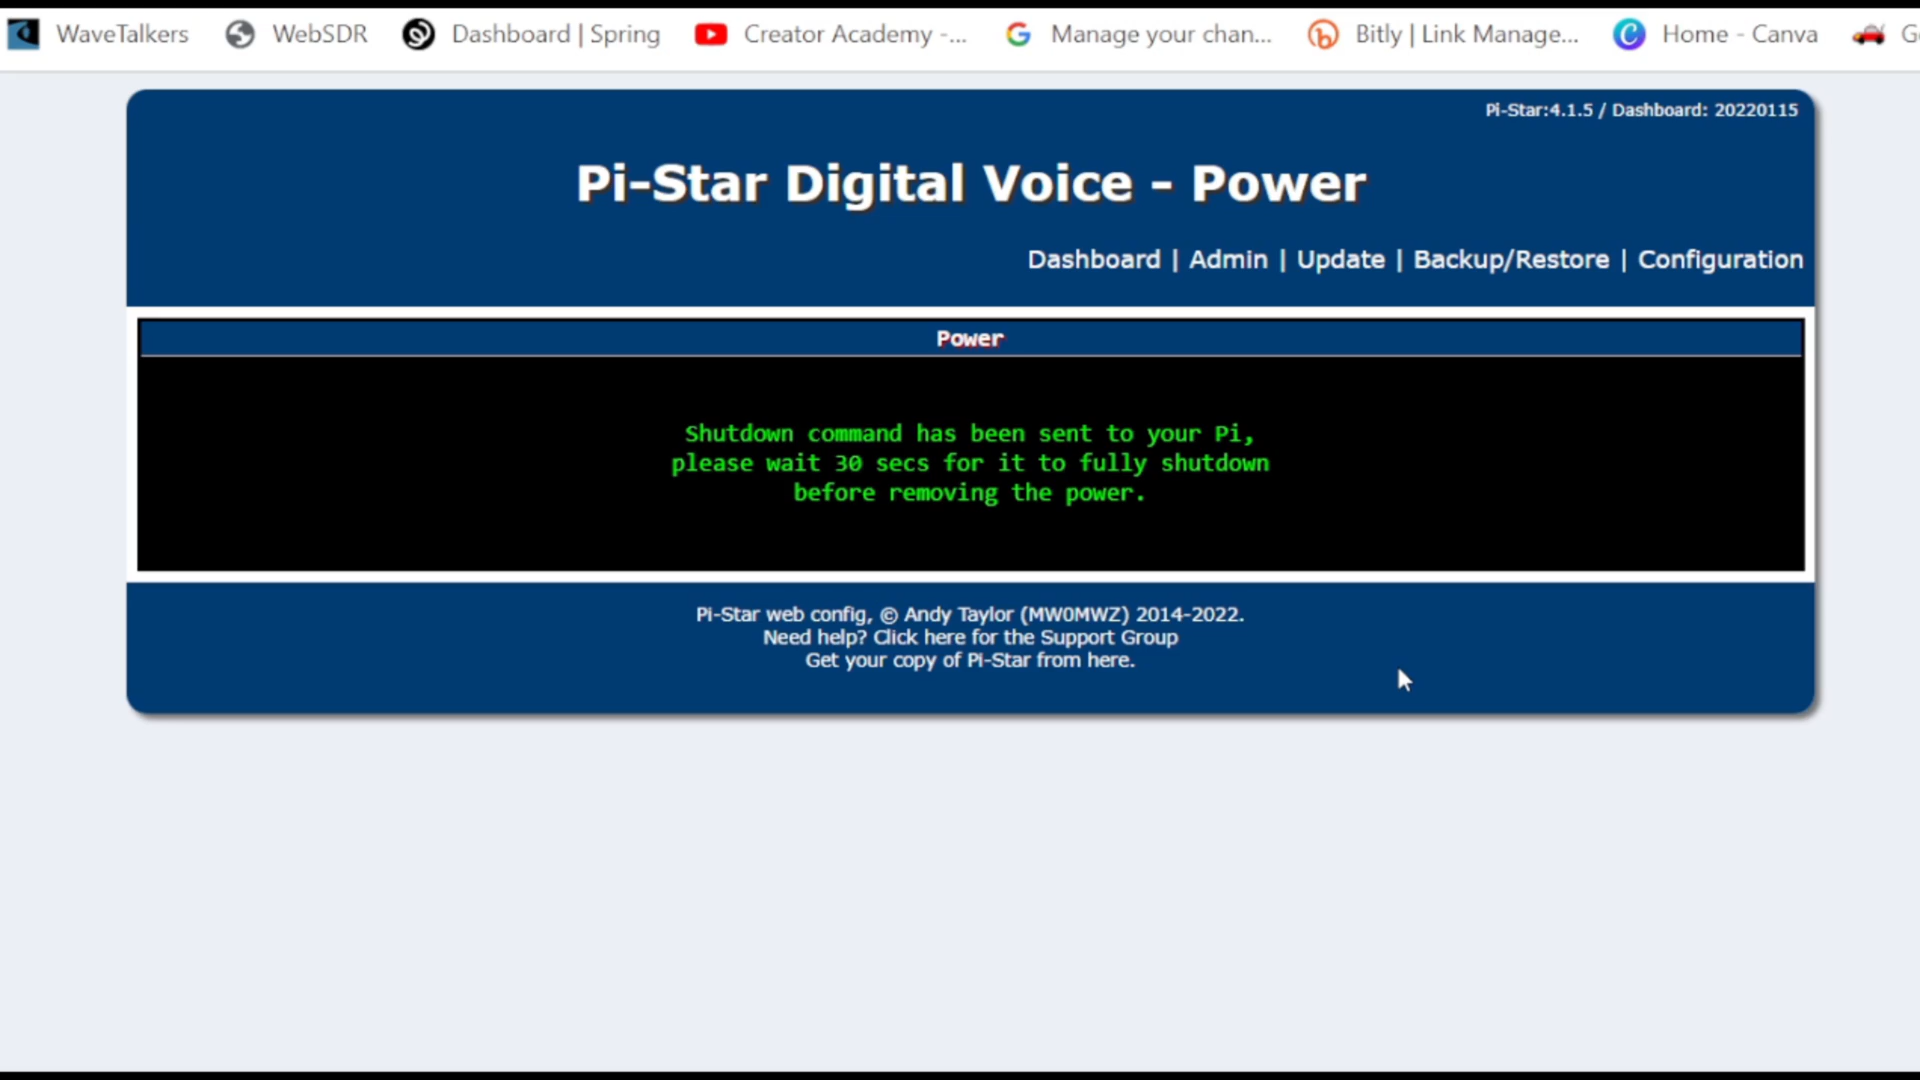 WaveTalkers WebSDR Dashboard | Spring Creator Academy -... Manage your chan... Bitly | Link Manage... Home - Canva
Pi-Star:4.1.5 / Dashboard: 20220115
Pi-Star Digital Voice - Power
Dashboard | Admin | Update | Backup/Restore | Configuration
Power
Shutdown command has been sent to your Pi,
please wait 30 secs for it to fully shutdown
before removing the power.
Pi-Star web config, © Andy Taylor (MW0MWZ) 2014-2022.
Need help? Click here for the Support Group
Get your copy of Pi-Star from here.